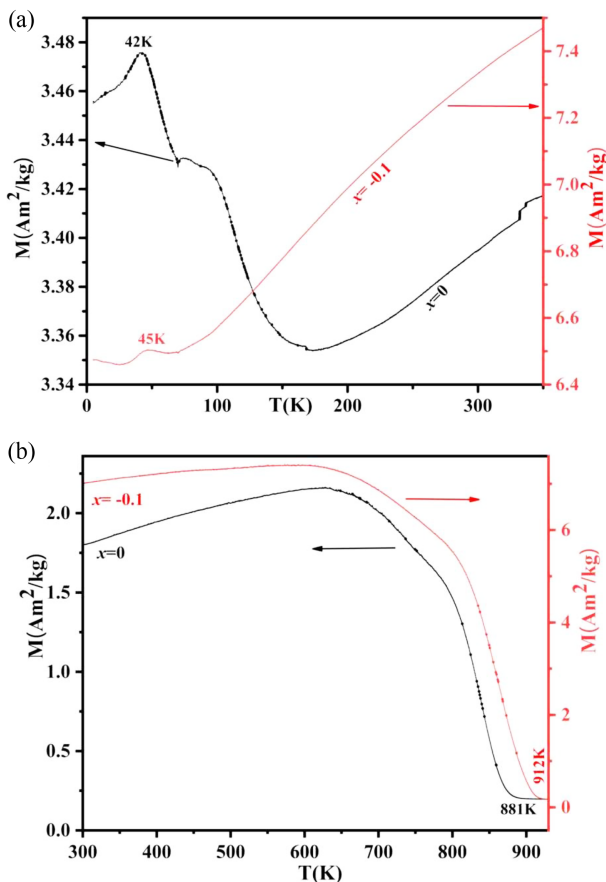 (a)
3.48
3.46
3.44
3.42
3.40
3.38
3.36
3.34
M(Am²/kg)
42K
45K
x= -0.1
x=0
7.4
7.2
7.0
6.8
6.6
6.4
M(Am²/kg)
0
100
200
300
T(K)
(b)
2.0
1.5
1.0
0.5
0.0
M(Am²/kg)
x= -0.1
x=0
881K
912K
6
4
2
0
M(Am²/kg)
300
400
500
600
700
800
900
T(K)